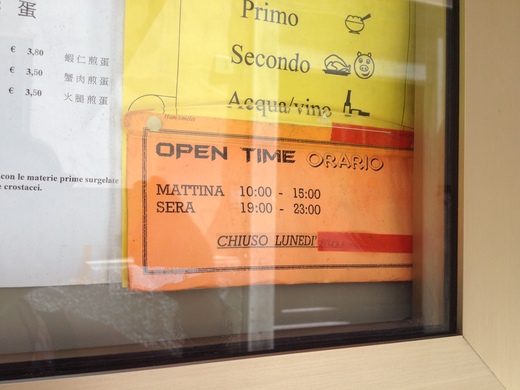 蛋
€ 3,80
蝦仁煎蛋
€ 3,50
蟹肉煎蛋
€ 3,50
火腿煎蛋
con le materie prime surgelate
e crostacei.
Primo
Secondo
Acqua/vino
OPEN TIME ORARIO
MATTINA 10:00 - 15:00
SERA 19:00 - 23:00
CHIUSO LUNEDI'